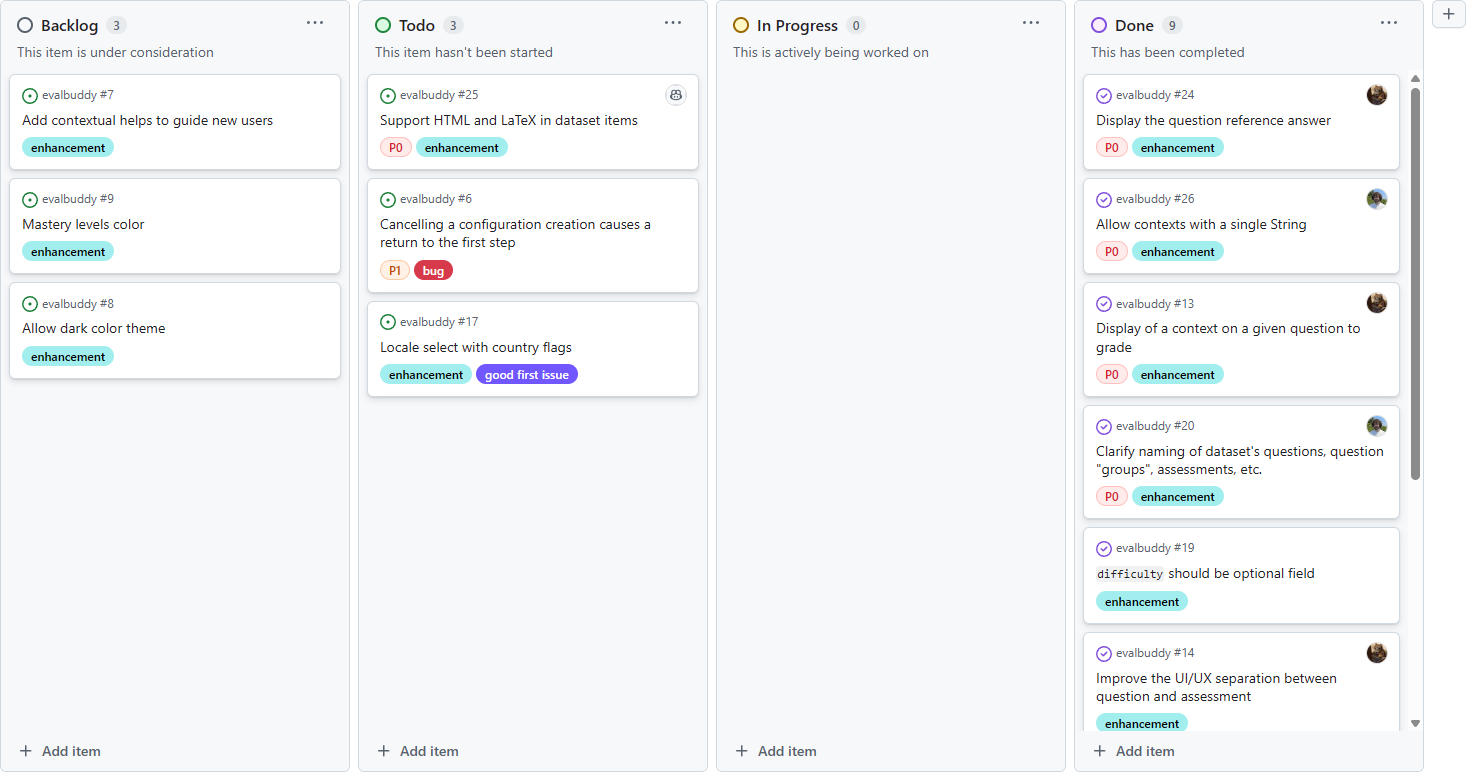 Backlog 3
This item is under consideration
evalbuddy #7
Add contextual helps to guide new users
enhancement
evalbuddy #9
Mastery levels color
enhancement
evalbuddy #8
Allow dark color theme
enhancement
Add item
Todo 3
This item hasn't been started
evalbuddy #25
Support HTML and LaTeX in dataset items
P0 enhancement
evalbuddy #6
Cancelling a configuration creation causes a
return to the first step
P1 bug
evalbuddy #17
Locale select with country flags
enhancement good first issue
Add item
In Progress 0
This is actively being worked on
Add item
Done 9
This has been completed
evalbuddy #24
Display the question reference answer
P0 enhancement
evalbuddy #26
Allow contexts with a single String
P0 enhancement
evalbuddy #13
Display of a context on a given question to
grade
P0 enhancement
evalbuddy #20
Clarify naming of dataset's questions, question
"groups", assessments, etc.
P0 enhancement
evalbuddy #19
difficulty should be optional field
enhancement
evalbuddy #14
Improve the UI/UX separation between
question and assessment
enhancement
Add item